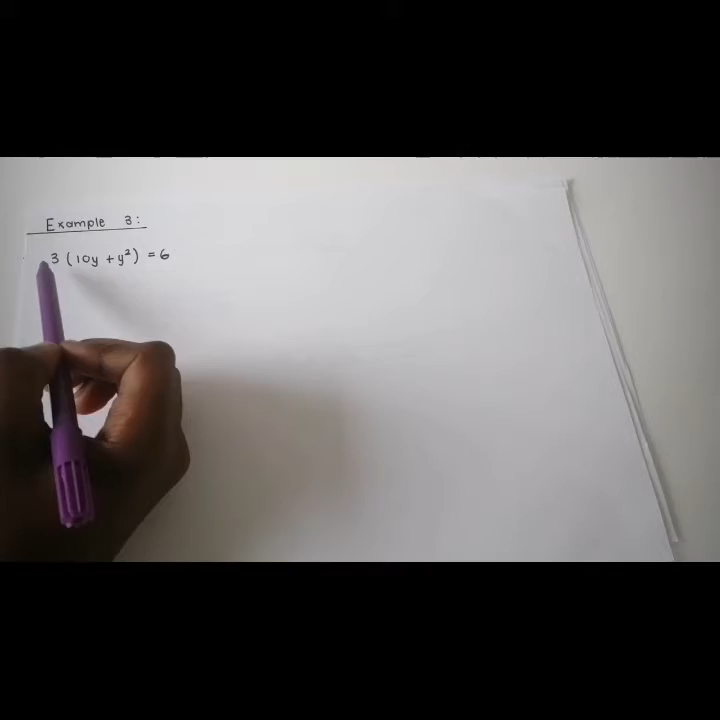 Example 3:
3 (10y + y²) = 6